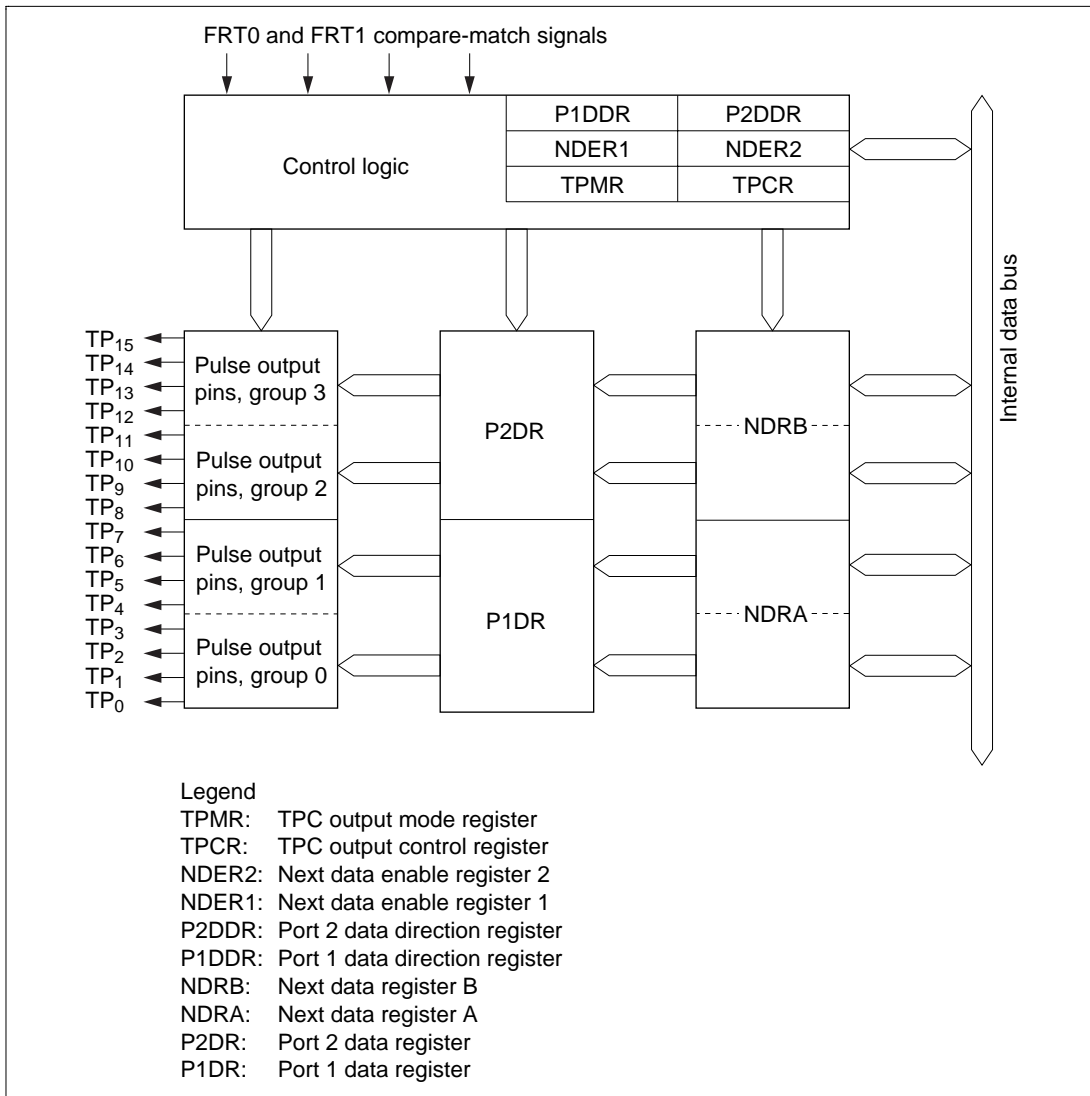 FRT0 and FRT1 compare-match signals
Control logic
P1DDR P2DDR
NDER1 NDER2
TPMR TPCR
Internal data bus
TP15
TP14
TP13
TP12
TP11
TP10
TP9
TP8
TP7
TP6
TP5
TP4
TP3
TP2
TP1
TP0
Pulse output
pins, group 3
Pulse output
pins, group 2
Pulse output
pins, group 1
Pulse output
pins, group 0
P2DR
P1DR
NDRB
NDRA
Legend
TPMR: TPC output mode register
TPCR: TPC output control register
NDER2: Next data enable register 2
NDER1: Next data enable register 1
P2DDR: Port 2 data direction register
P1DDR: Port 1 data direction register
NDRB: Next data register B
NDRA: Next data register A
P2DR: Port 2 data register
P1DR: Port 1 data register